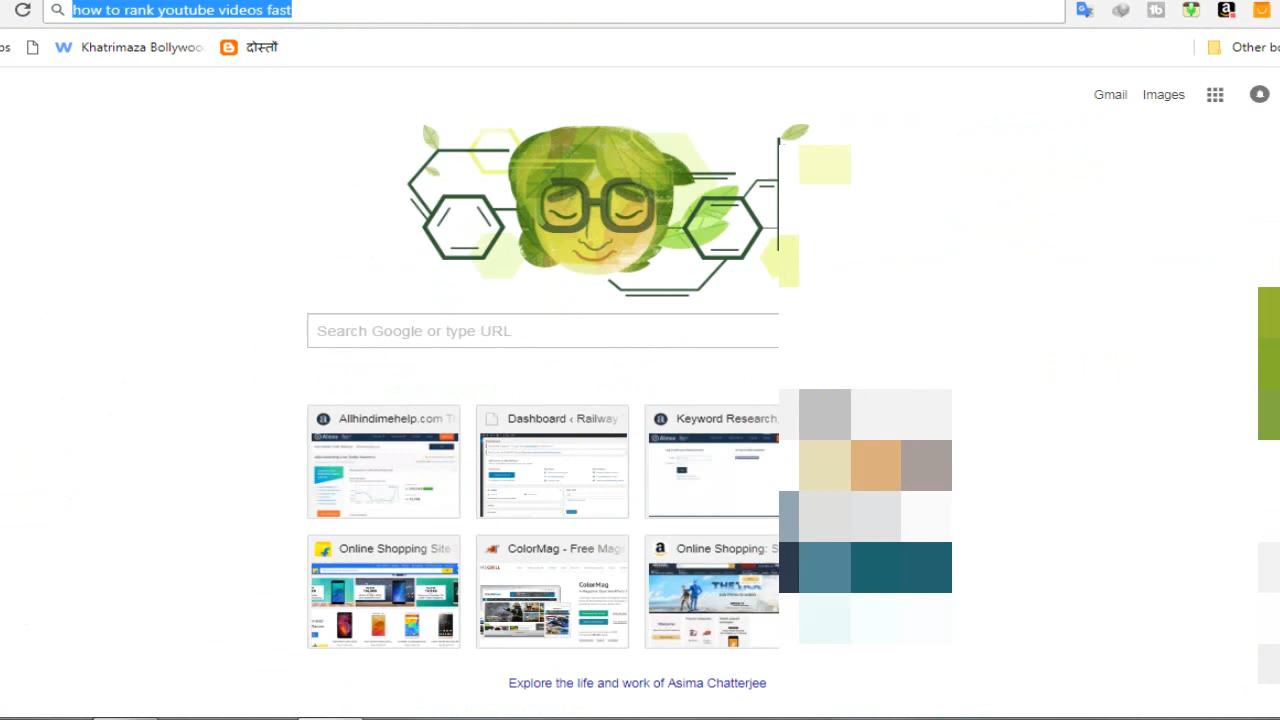 how to rank youtube videos fast
ps
Khatrimaza Bollywoo
दोस्तों
Other bo
Gmail Images
Search Google or type URL
Allhindimehelp.com T
Dashboard ‹ Railway
Keyword Research,
Online Shopping Site
ColorMag - Free Mag
Online Shopping: S
ColorMag
Explore the life and work of Asima Chatterjee